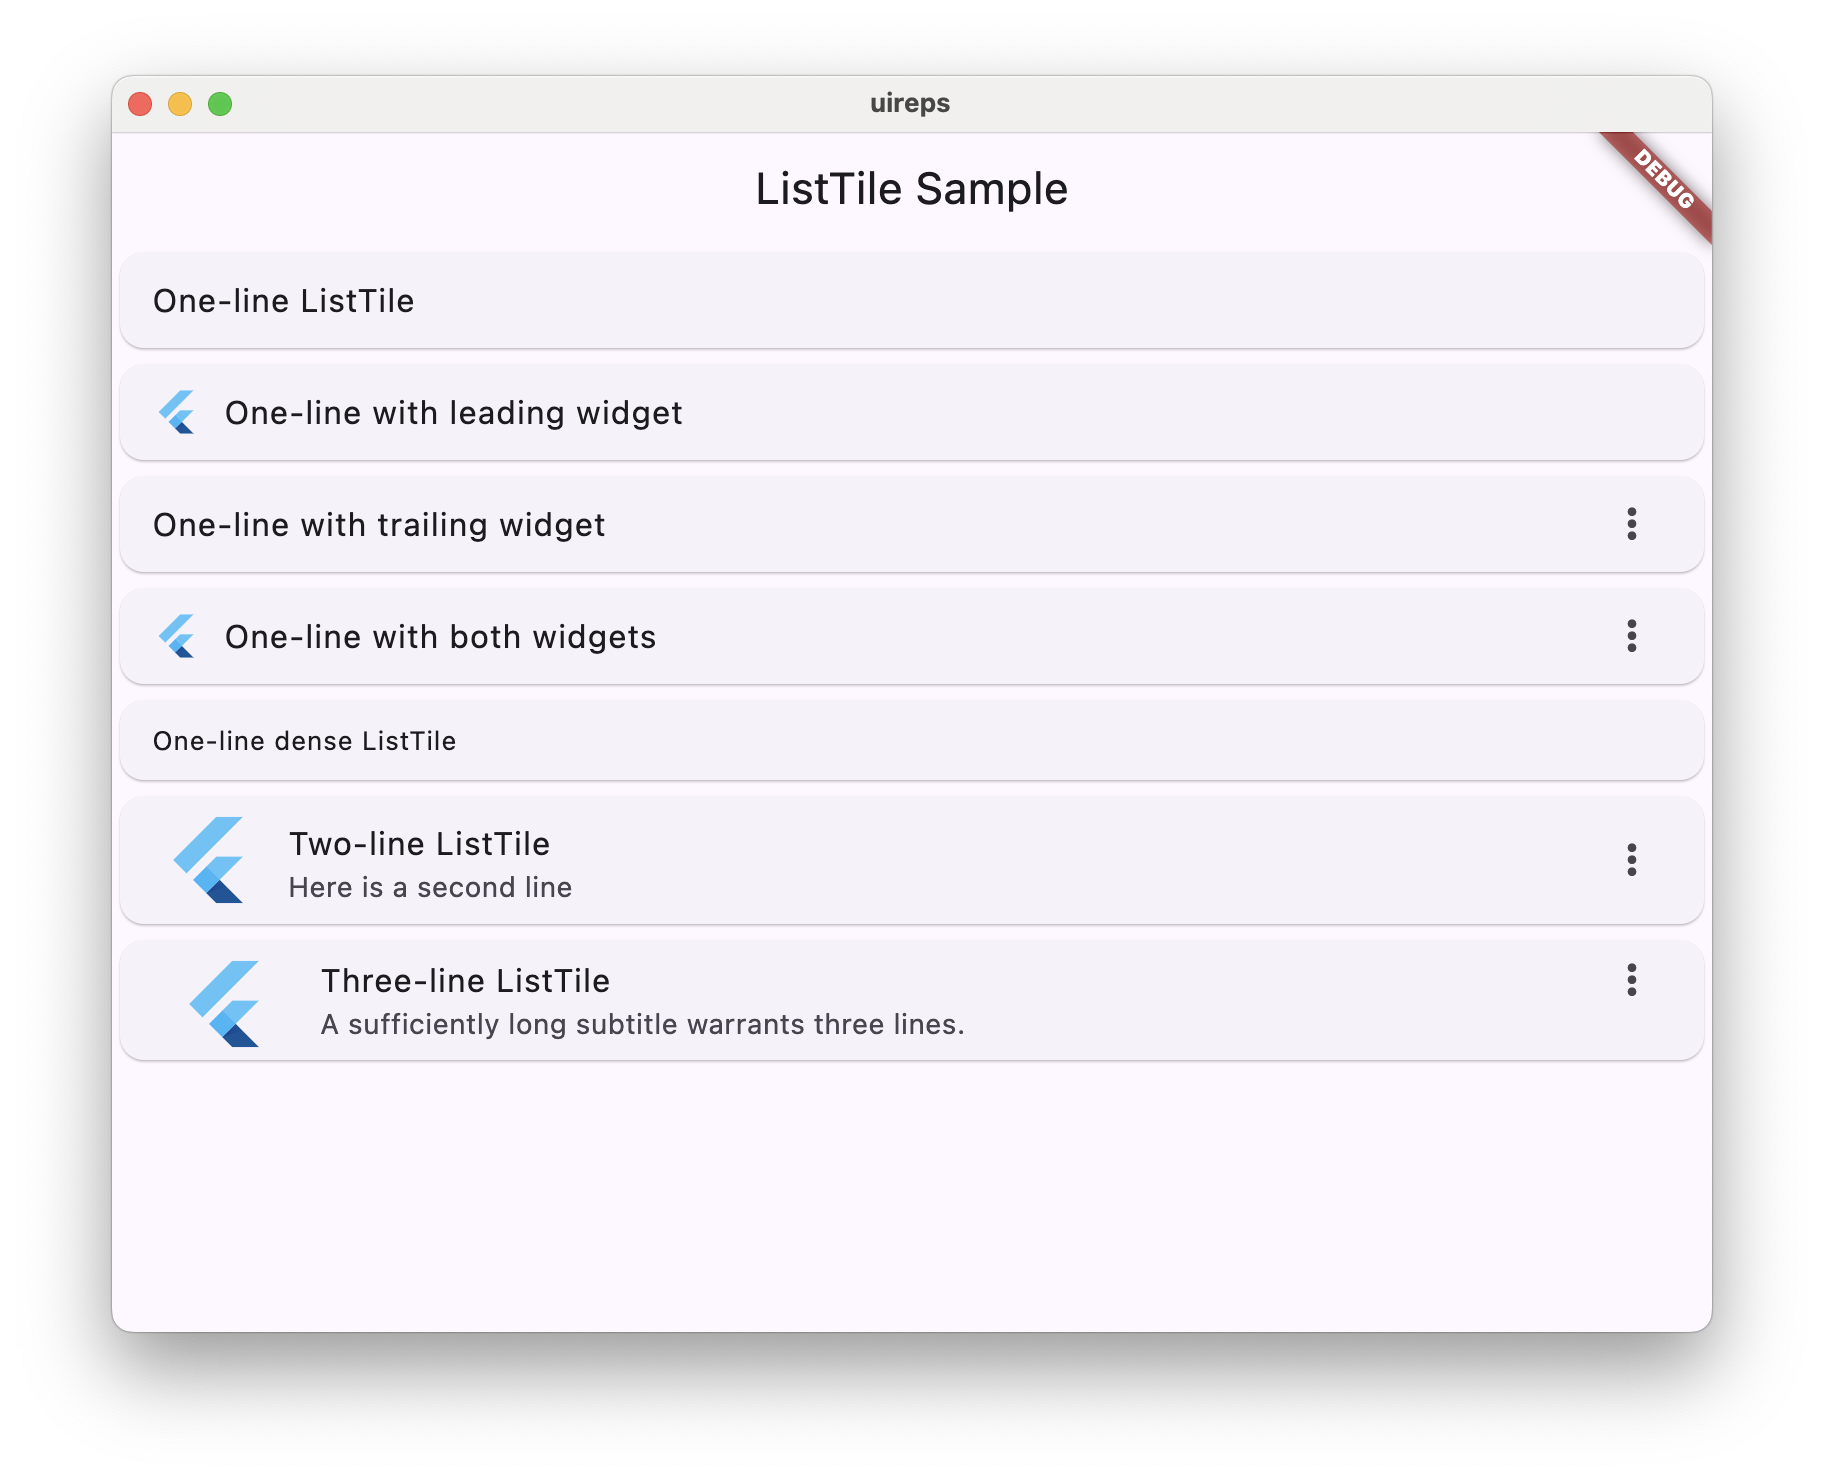 uireps
DEBUG
ListTile Sample
One-line ListTile
One-line with leading widget
One-line with trailing widget
One-line with both widgets
One-line dense ListTile
Two-line ListTile
Here is a second line
Three-line ListTile
A sufficiently long subtitle warrants three lines.